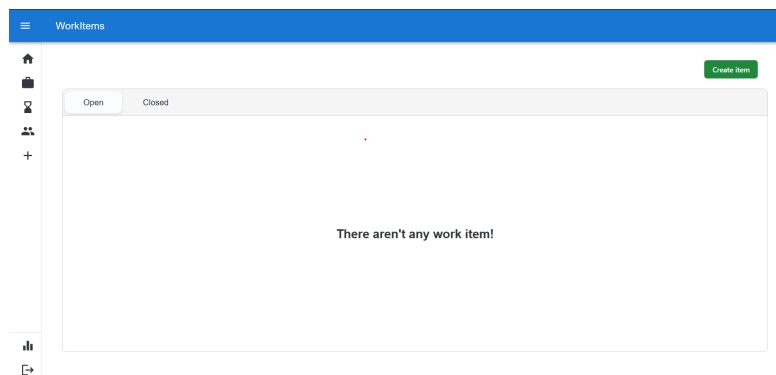 WorkItems
Create item
Open
Closed
There aren't any work item!